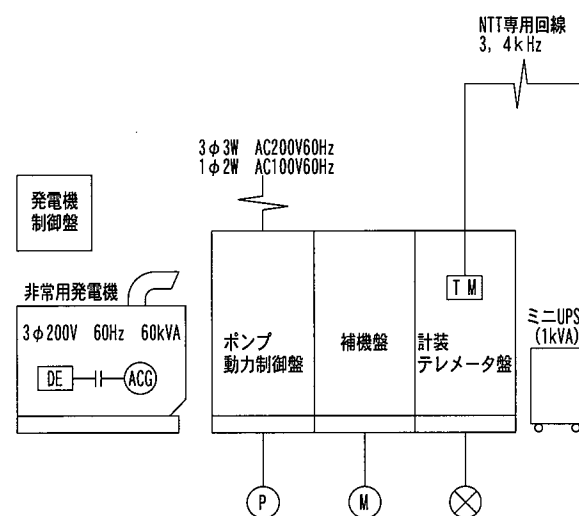 NTT専用回線
3, 4kHz
3φ3W AC200V60Hz
1φ2W AC100V60Hz
発電機
制御盤
非常用発電機
3φ200V 60Hz 60kVA
DE
ACG
ポンプ
動力制御盤
補機盤
TM
計装
テレメータ盤
ミニUPS
(1kVA)
P
M